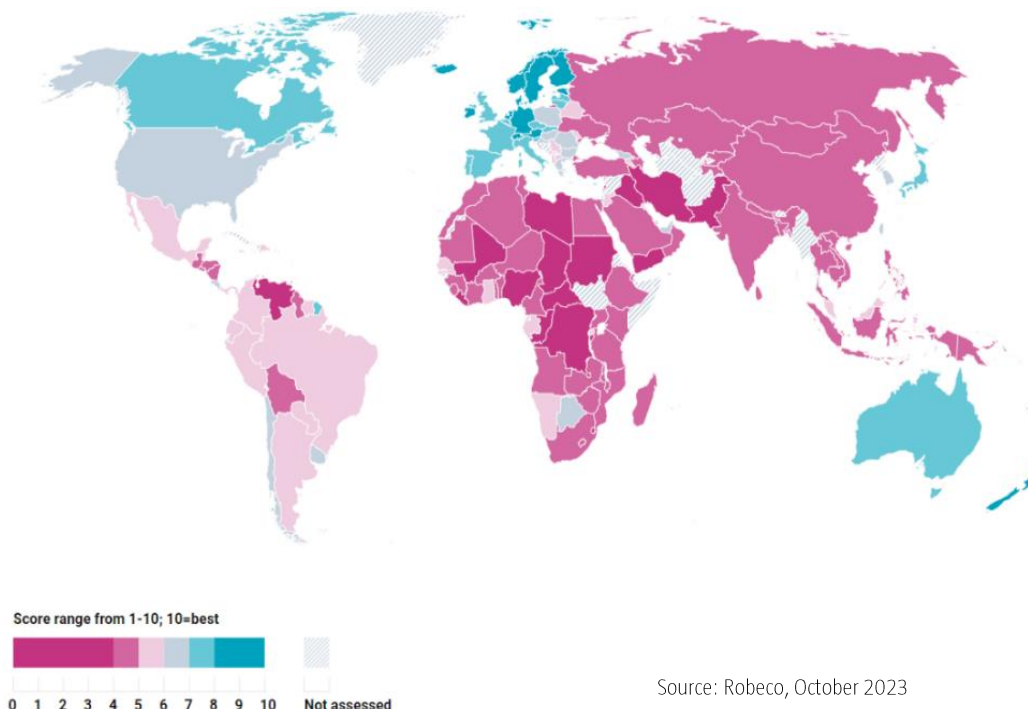 Score range from 1-10; 10=best
0 1 2 3 4 5 6 7 8 9 10 Not assessed
Source: Robeco, October 2023